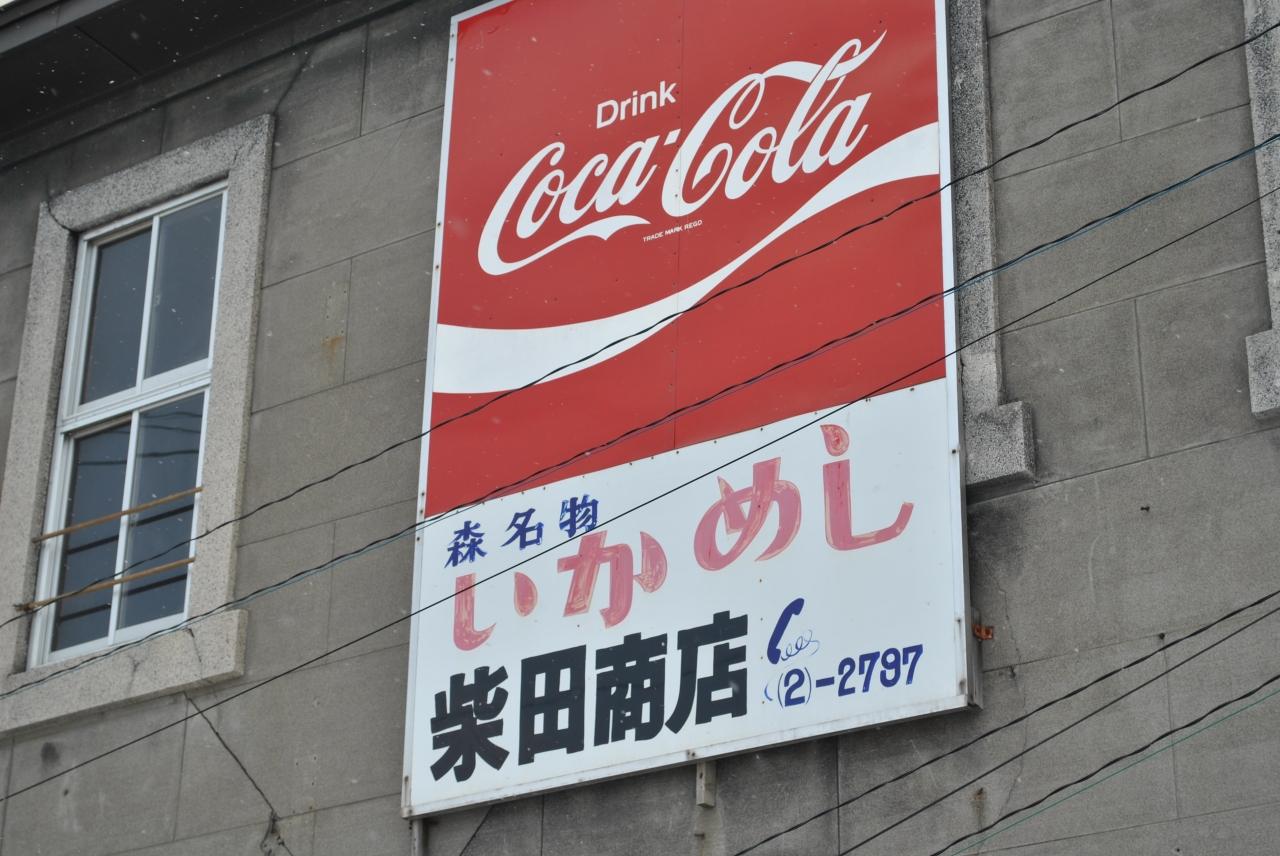 Drink
Coca-Cola
TRADE MARK REGD
森名物
いかめし
柴田商店
(2)-2797